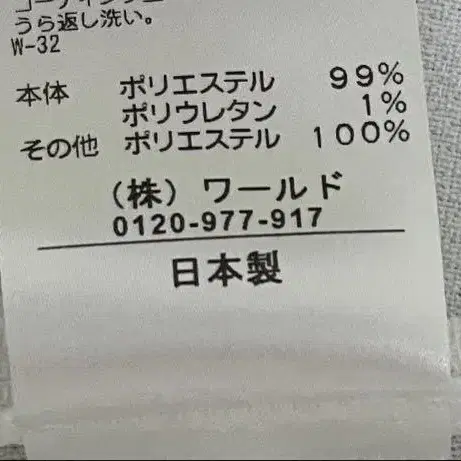 うら返し洗い。
W-32
本体 ポリエステル 99%
ポリウレタン 1%
その他 ポリエステル 100%
(株) ワールド
0120-977-917
日本製